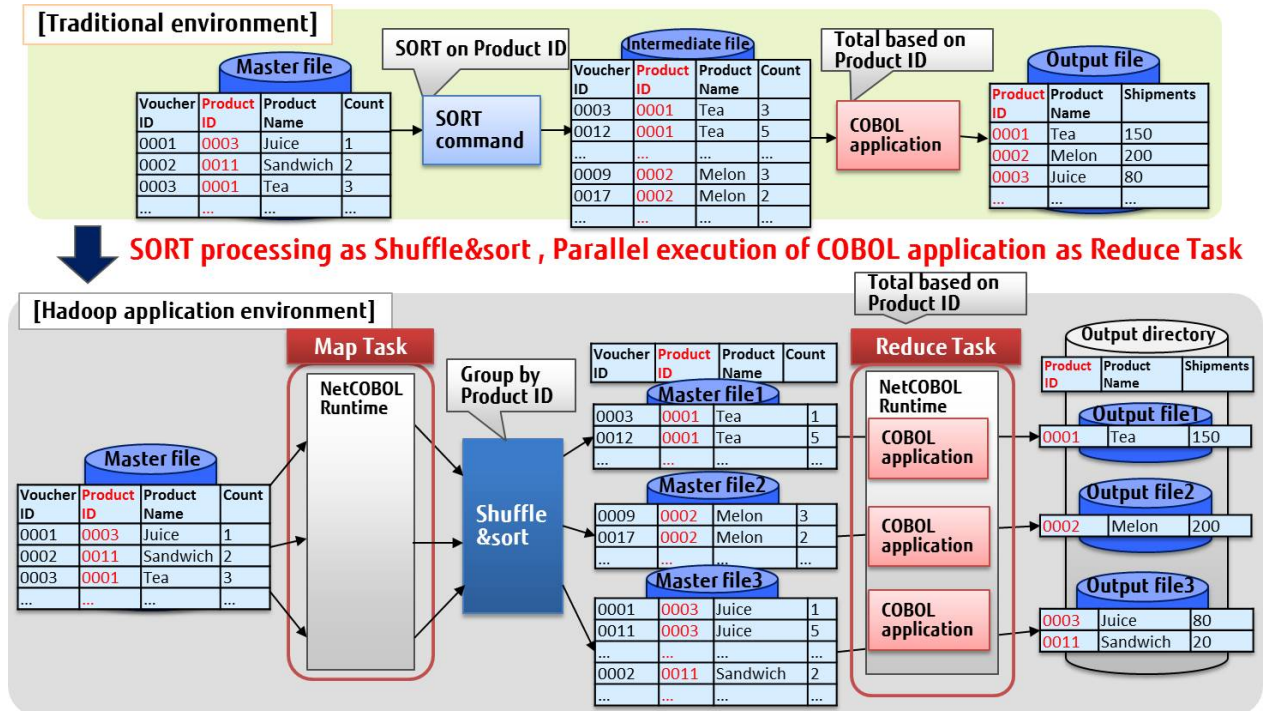 [Traditional environment]
SORT on Product ID
Total based on
Product ID
Master file
Voucher ID Product ID Product Name Count
0001 0003 Juice 1
0002 0011 Sandwich 2
0003 0001 Tea 3
... ... ... ...
SORT
command
Intermediate file
Voucher ID Product ID Product Name Count
0003 0001 Tea 3
0012 0001 Tea 5
... ... ... ...
0009 0002 Melon 3
0017 0002 Melon 2
... ... ... ...
COBOL
application
Output file
Product ID Product Name Shipments
0001 Tea 150
0002 Melon 200
0003 Juice 80
... ... ...
SORT processing as Shuffle&sort , Parallel execution of COBOL application as Reduce Task
[Hadoop application environment]
Total based on
Product ID
Master file
Voucher ID Product ID Product Name Count
0001 0003 Juice 1
0002 0011 Sandwich 2
0003 0001 Tea 3
... ... ... ...
Map Task
NetCOBOL
Runtime
Group by
Product ID
Shuffle
&sort
Voucher ID Product ID Product Name Count
Master file1
0003 0001 Tea 1
0012 0001 Tea 5
... ... ... ...
Master file2
0009 0002 Melon 3
0017 0002 Melon 2
... ... ... ...
Master file3
0001 0003 Juice 1
0011 0003 Juice 5
... ... ... ...
0002 0011 Sandwich 2
... ... ... ...
Reduce Task
NetCOBOL
Runtime
COBOL
application
COBOL
application
COBOL
application
Output directory
Product ID Product Name Shipments
Output file1
0001 Tea 150
Output file2
0002 Melon 200
Output file3
0003 Juice 80
0011 Sandwich 20